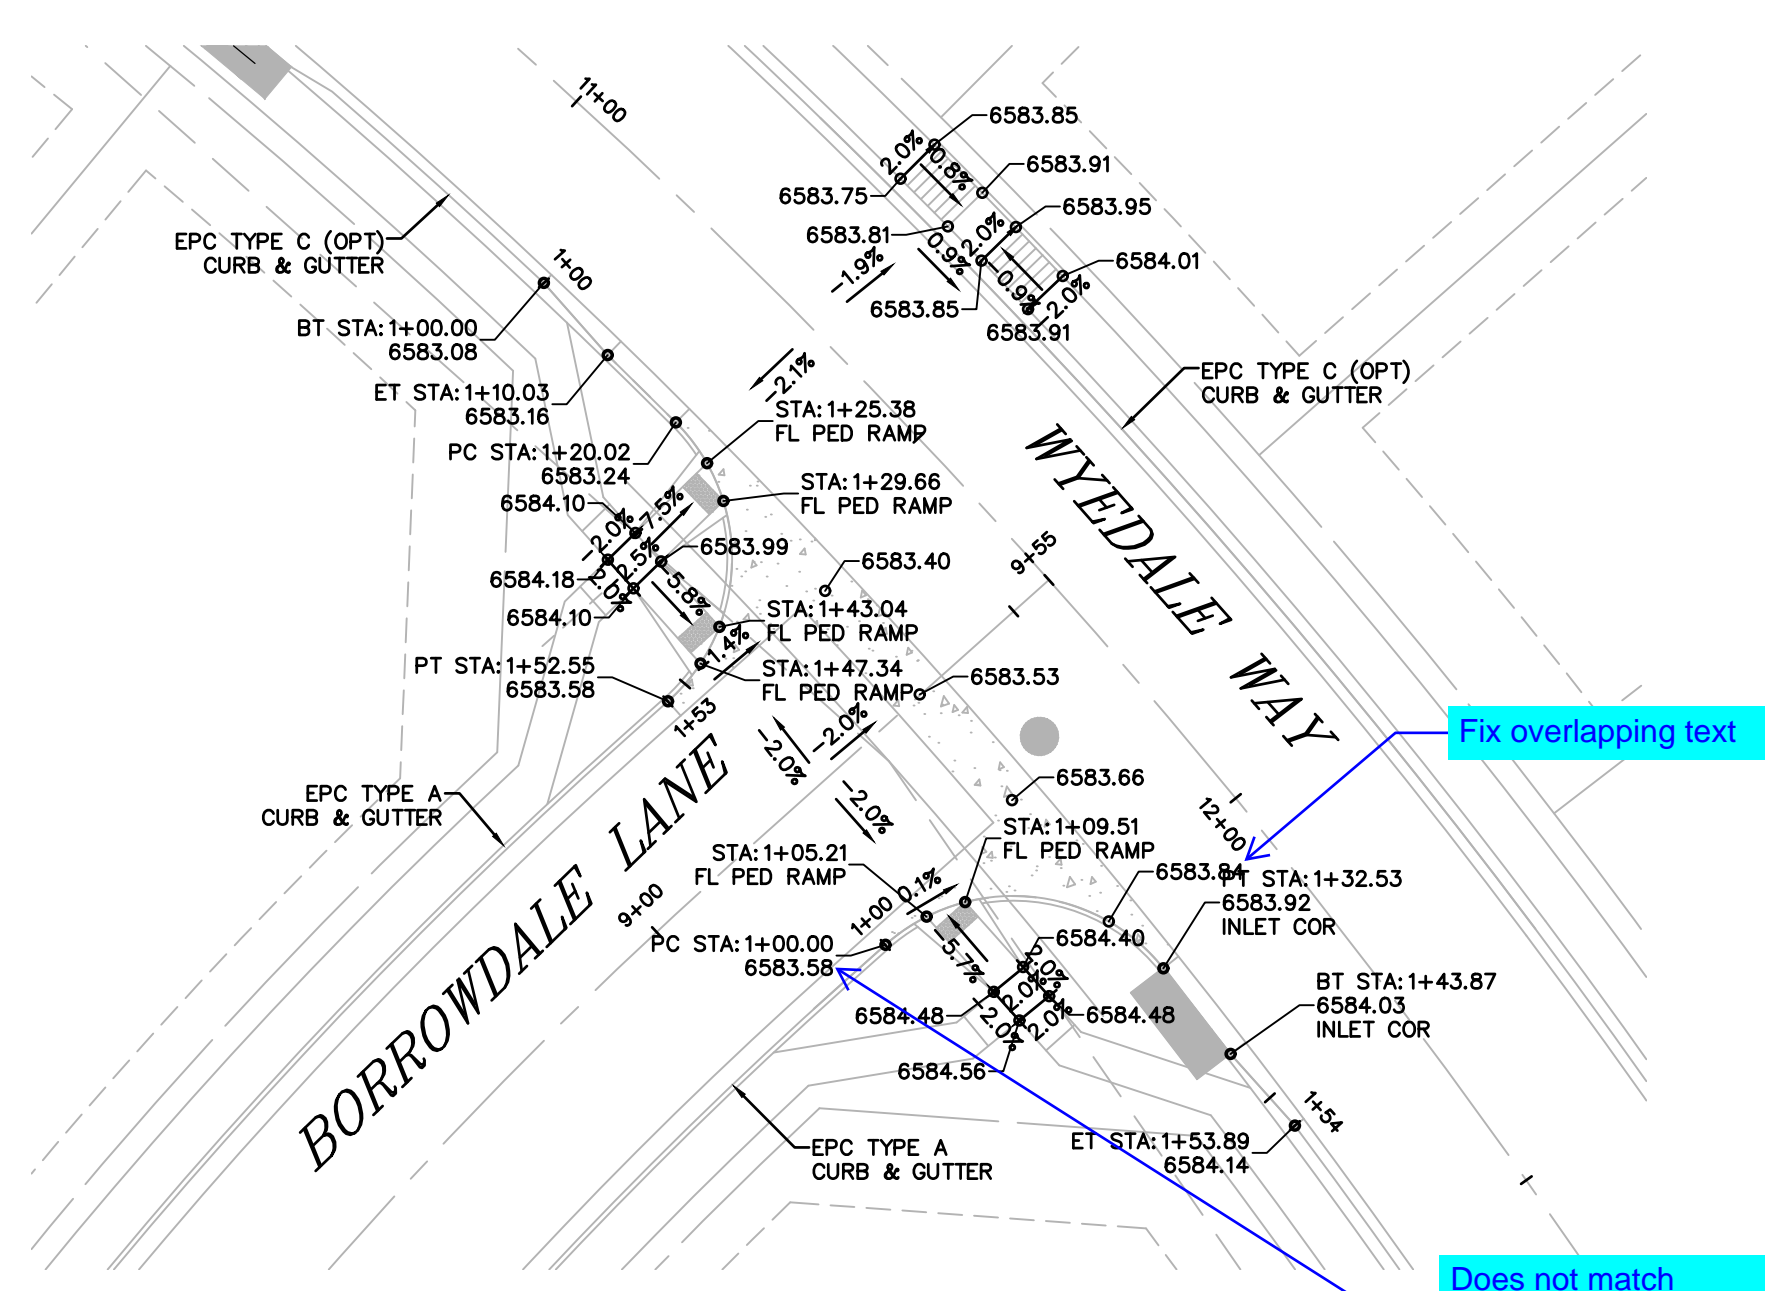 11+00
6583.85
2.0%
0.8%
6583.91
6583.75
6583.95
6583.81
2.0%
0.9%
6584.01
-1.9%
6583.85
-0.9%
-2.0%
6583.91
EPC TYPE C (OPT)
CURB & GUTTER
1+00
BT STA:1+00.00
6583.08
ET STA:1+10.03
6583.16
-2.1%
EPC TYPE C (OPT)
CURB & GUTTER
STA:1+25.38
FL PED RAMP
PC STA:1+20.02
6583.24
STA:1+29.66
FL PED RAMP
6584.10
-7.5%
-2.0%
6583.99
-2.5%
6583.40
9+55
WYEDALE WAY
6584.18
-2.0%
-5.8%
6584.10
STA:1+43.04
FL PED RAMP
-1.4%
PT STA:1+52.55
6583.58
STA:1+47.34
FL PED RAMP
6583.53
1+53
-2.0%
-2.0%
Fix overlapping text
EPC TYPE A
CURB & GUTTER
BORROWDALE LANE
-2.0%
6583.66
12+00
STA:1+09.51
FL PED RAMP
STA:1+05.21
FL PED RAMP
6583.84
PT STA:1+32.53
6583.92
INLET COR
9+00
1+00
0.1%
PC STA:1+00.00
6583.58
-5.7%
6584.40
2.0%
2.0%
BT STA:1+43.87
6584.03
INLET COR
6584.48
-2.0%
2.0%
6584.48
6584.56
1+54
EPC TYPE A
CURB & GUTTER
ET STA:1+53.89
6584.14
Does not match